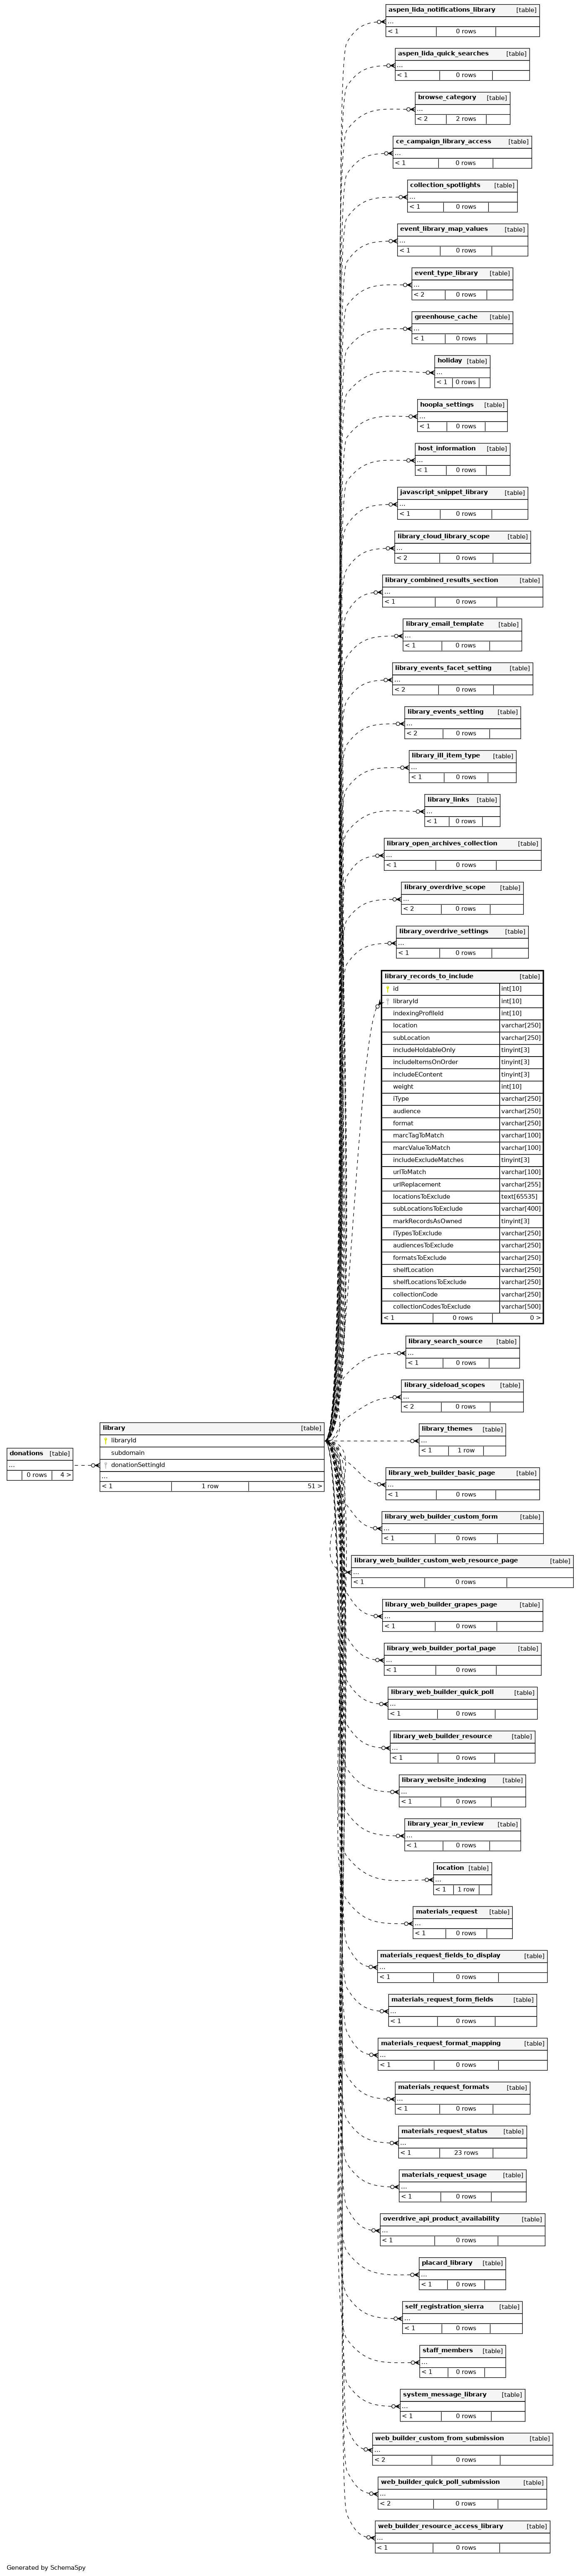 aspen_lida_notifications_library [table]
...
< 1 0 rows
aspen_lida_quick_searches [table]
...
< 1 0 rows
browse_category [table]
...
< 2 2 rows
ce_campaign_library_access [table]
...
< 1 0 rows
collection_spotlights [table]
...
< 1 0 rows
event_library_map_values [table]
...
< 1 0 rows
event_type_library [table]
...
< 2 0 rows
greenhouse_cache [table]
...
< 1 0 rows
holiday [table]
...
< 1 0 rows
hoopla_settings [table]
...
< 1 0 rows
host_information [table]
...
< 1 0 rows
javascript_snippet_library [table]
...
< 1 0 rows
library_cloud_library_scope [table]
...
< 2 0 rows
library_combined_results_section [table]
...
< 1 0 rows
library_email_template [table]
...
< 1 0 rows
library_events_facet_setting [table]
...
< 2 0 rows
library_events_setting [table]
...
< 2 0 rows
library_ill_item_type [table]
...
< 1 0 rows
library_links [table]
...
< 1 0 rows
library_open_archives_collection [table]
...
< 1 0 rows
library_overdrive_scope [table]
...
< 2 0 rows
library_overdrive_settings [table]
...
< 1 0 rows
library_records_to_include [table]
id int[10]
libraryId int[10]
indexingProfileId int[10]
location varchar[250]
subLocation varchar[250]
includeHoldableOnly tinyint[3]
includeItemsOnOrder tinyint[3]
includeEContent tinyint[3]
weight int[10]
iType varchar[250]
audience varchar[250]
format varchar[250]
marcTagToMatch varchar[100]
marcValueToMatch varchar[100]
includeExcludeMatches tinyint[3]
urlToMatch varchar[100]
urlReplacement varchar[255]
locationsToExclude text[65535]
subLocationsToExclude varchar[400]
markRecordsAsOwned tinyint[3]
iTypesToExclude varchar[250]
audiencesToExclude varchar[250]
formatsToExclude varchar[250]
shelfLocation varchar[250]
shelfLocationsToExclude varchar[250]
collectionCode varchar[250]
collectionCodesToExclude varchar[500]
< 1 0 rows 0 >
library_search_source [table]
...
< 1 0 rows
library_sideload_scopes [table]
...
< 2 0 rows
library_themes [table]
...
< 1 1 row
donations [table]
...
0 rows 4 >
library [table]
libraryId
subdomain
donationSettingId
...
< 1 1 row 51 >
library_web_builder_basic_page [table]
...
< 1 0 rows
library_web_builder_custom_form [table]
...
< 1 0 rows
library_web_builder_custom_web_resource_page [table]
...
< 1 0 rows
library_web_builder_grapes_page [table]
...
< 1 0 rows
library_web_builder_portal_page [table]
...
< 1 0 rows
library_web_builder_quick_poll [table]
...
< 1 0 rows
library_web_builder_resource [table]
...
< 1 0 rows
library_website_indexing [table]
...
< 1 0 rows
library_year_in_review [table]
...
< 1 0 rows
location [table]
...
< 1 1 row
materials_request [table]
...
< 1 0 rows
materials_request_fields_to_display [table]
...
< 1 0 rows
materials_request_form_fields [table]
...
< 1 0 rows
materials_request_format_mapping [table]
...
< 1 0 rows
materials_request_formats [table]
...
< 1 0 rows
materials_request_status [table]
...
< 1 23 rows
materials_request_usage [table]
...
< 1 0 rows
overdrive_api_product_availability [table]
...
< 1 0 rows
placard_library [table]
...
< 1 0 rows
self_registration_sierra [table]
...
< 1 0 rows
staff_members [table]
...
< 1 0 rows
system_message_library [table]
...
< 1 0 rows
web_builder_custom_from_submission [table]
...
< 2 0 rows
web_builder_quick_poll_submission [table]
...
< 2 0 rows
web_builder_resource_access_library [table]
...
< 1 0 rows
Generated by SchemaSpy